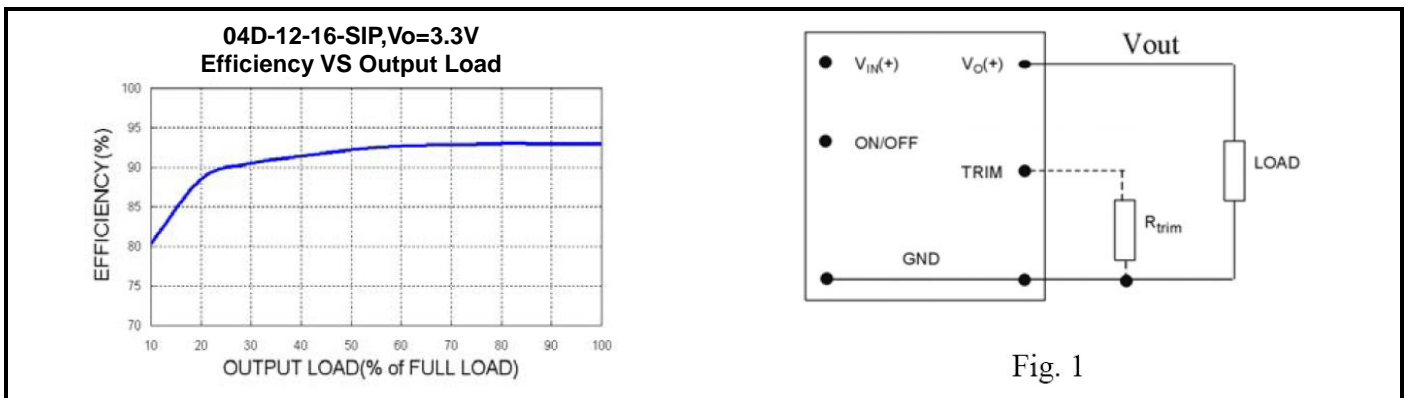 04D-12-16-SIP,Vo=3.3V
Efficiency VS Output Load
EFFICIENCY(%)
100
95
90
85
80
75
70
10 20 30 40 50 60 70 80 90 100
OUTPUT LOAD(% of FULL LOAD)
Vout
VIN(+) VO(+)
ON/OFF
TRIM
LOAD
Rtrim
GND
Fig. 1